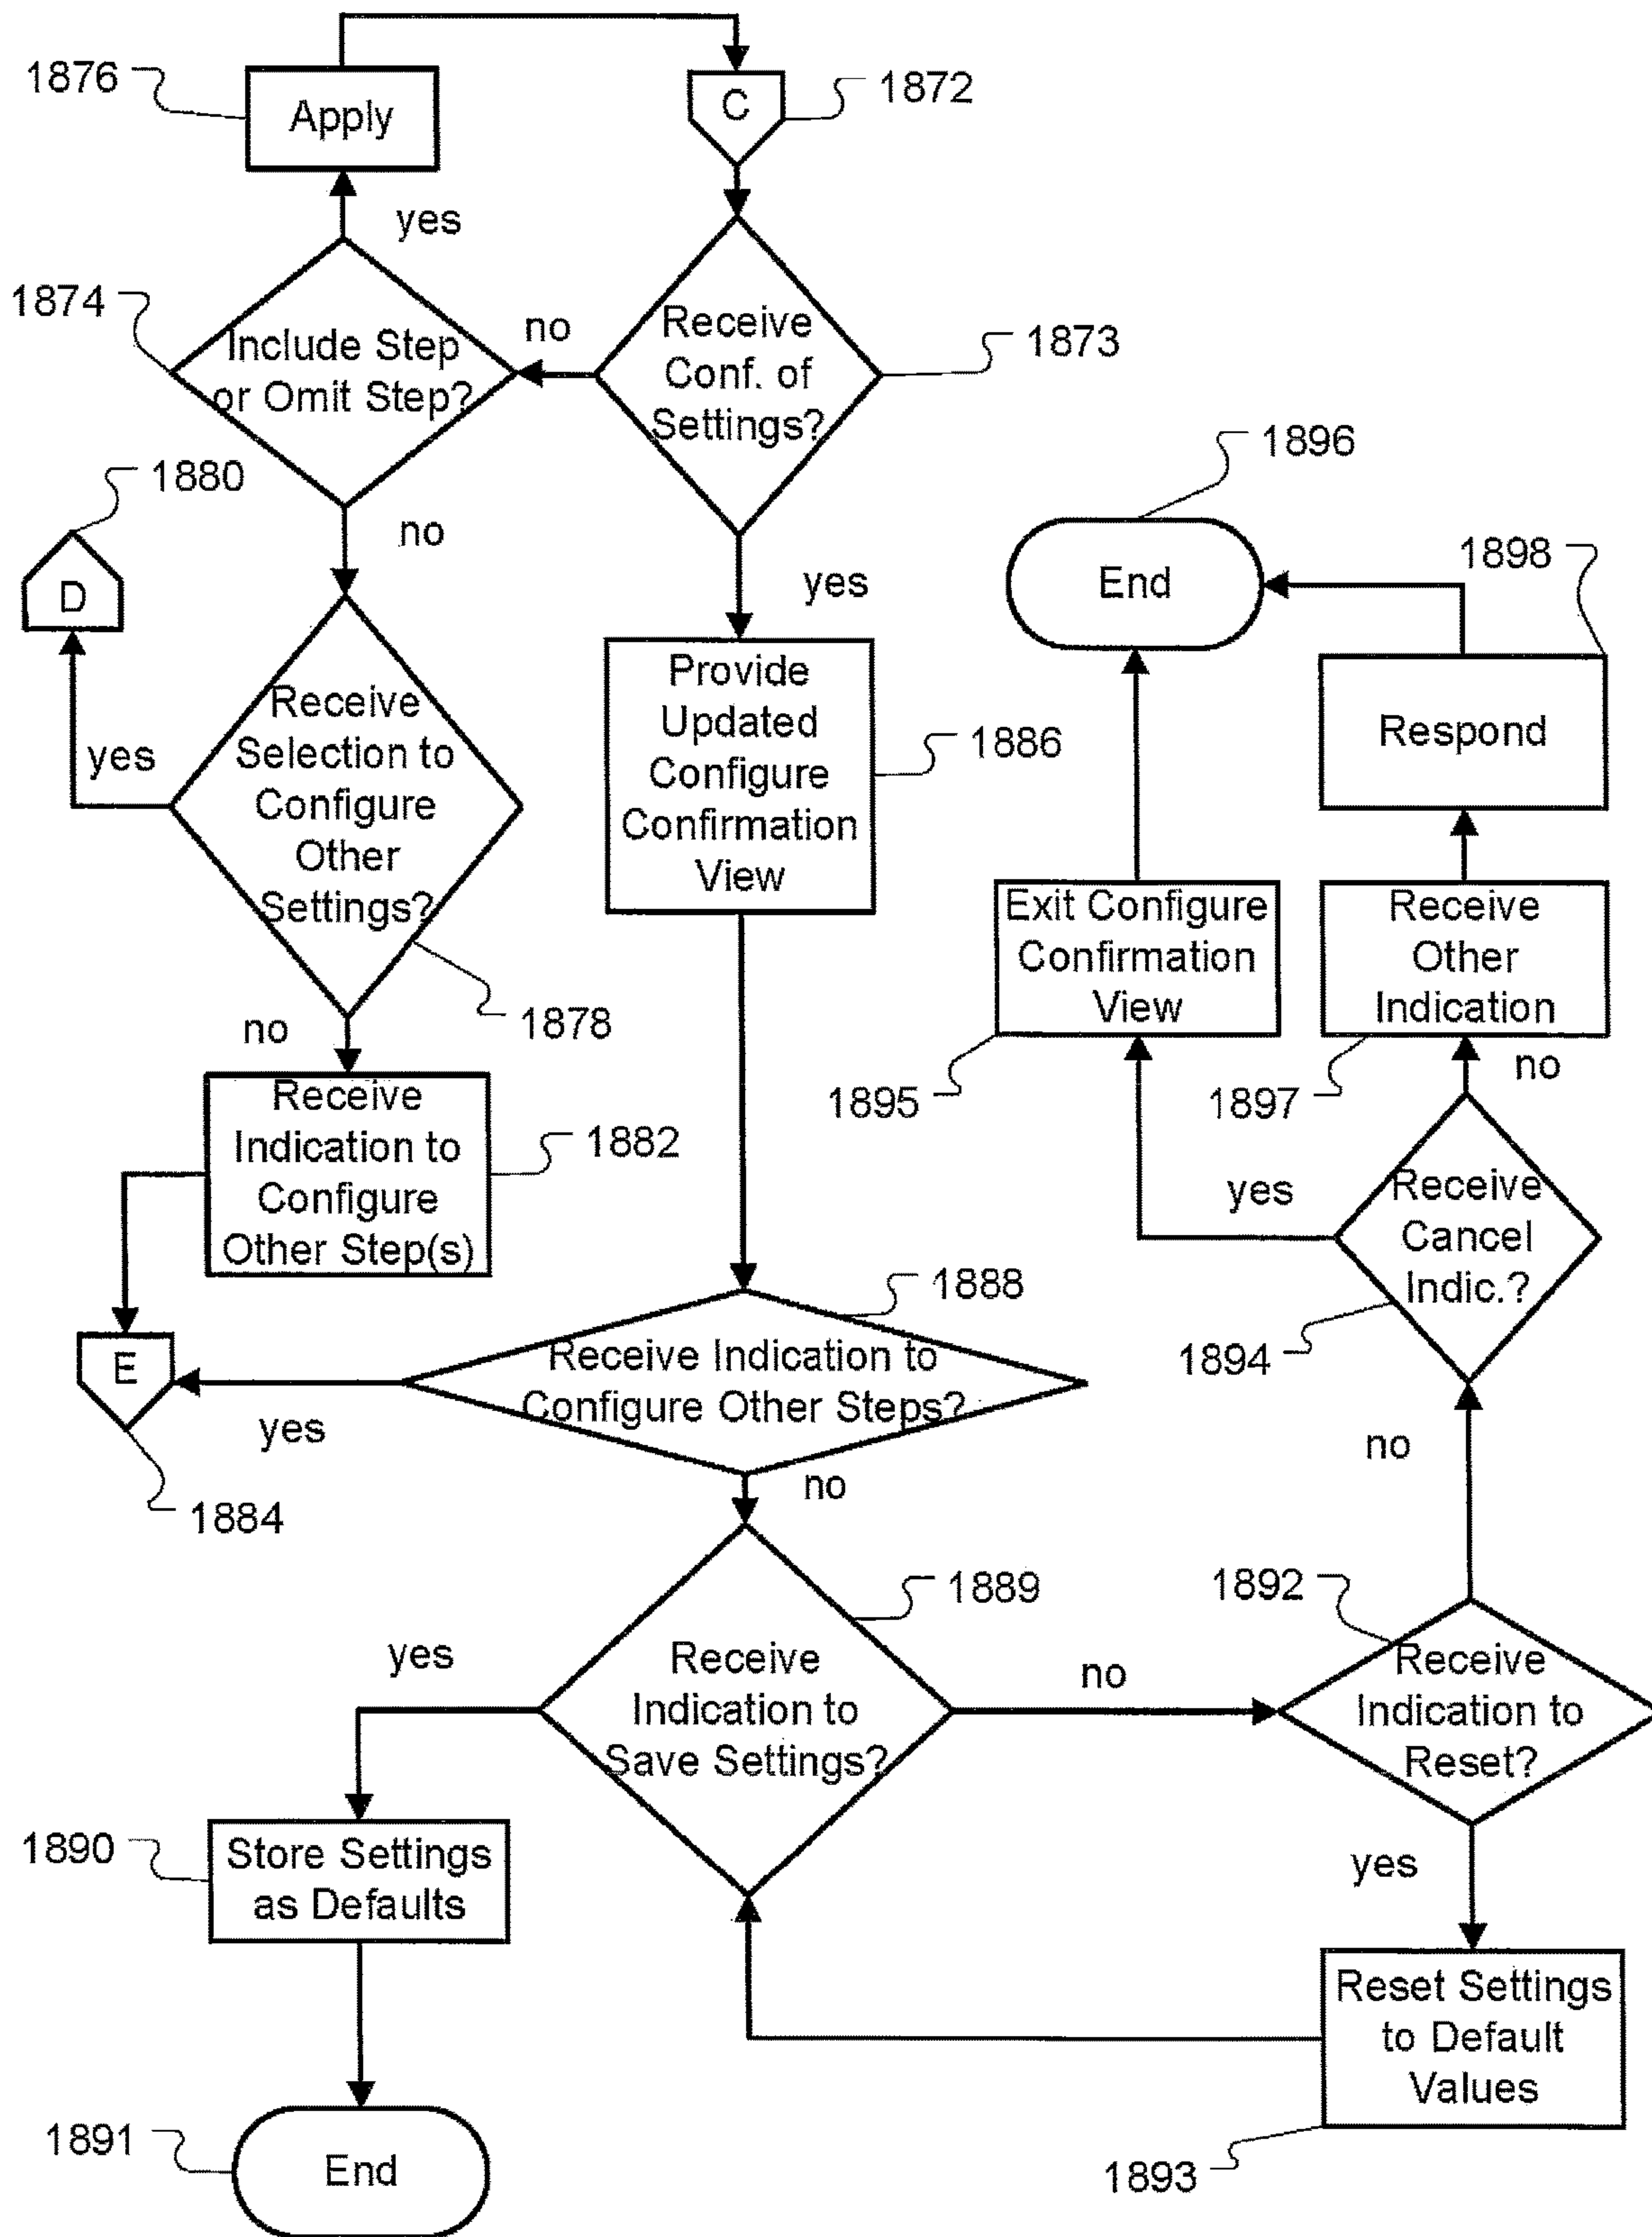 1876
Apply
C
1872
yes
1874
Include Step
or Omit Step?
no
Receive
Conf. of
Settings?
1873
1880
D
no
yes
1896
End
1898
Respond
yes
Receive
Selection to
Configure
Other
Settings?
1878
Provide
Updated
Configure
Confirmation
View
1886
Exit Configure
Confirmation
View
1895
Receive
Other
Indication
1897
no
no
Receive
Indication to
Configure
Other Step(s)
1882
yes
Receive
Cancel
Indic.?
1894
1888
Receive Indication to
Configure Other Steps?
E
yes
1884
no
no
1889
Receive
Indication to
Save Settings?
yes
no
1892
Receive
Indication to
Reset?
yes
1890
Store Settings
as Defaults
Reset Settings
to Default
Values
1893
1891
End